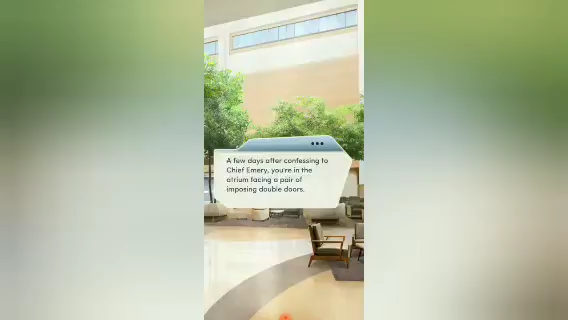 A few days after confessing to
Chief Emery, you're in the
atrium facing a pair of
imposing double doors.